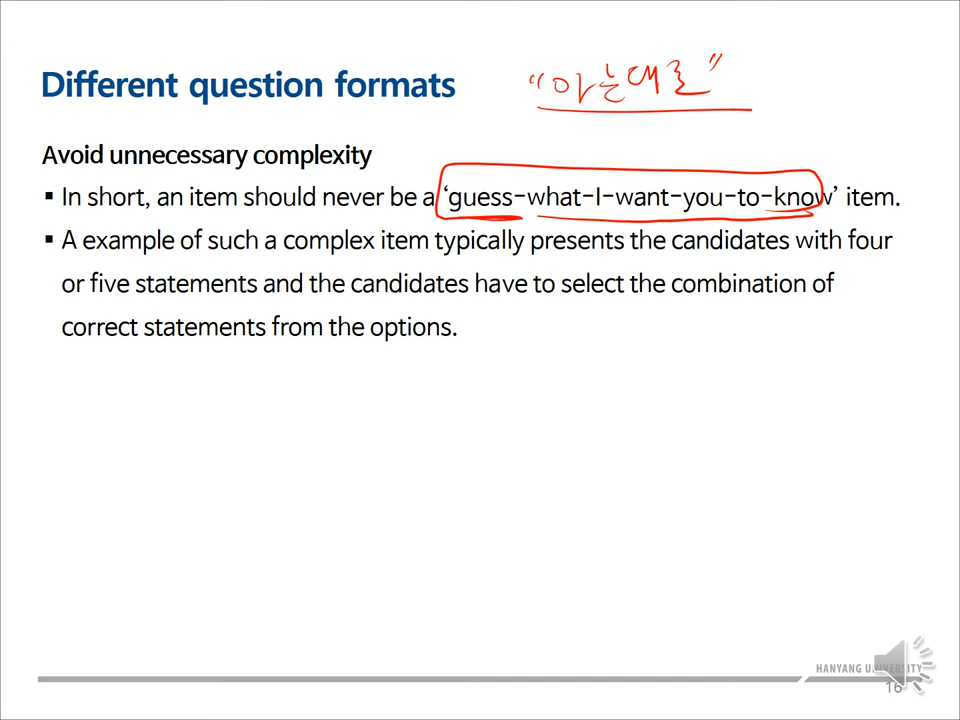 Different question formats
“아는대로”
Avoid unnecessary complexity
▪ In short, an item should never be a ‘guess-what-I-want-you-to-know’ item.
▪ A example of such a complex item typically presents the candidates with four
or five statements and the candidates have to select the combination of
correct statements from the options.
HANYANG UNIVERSITY
16